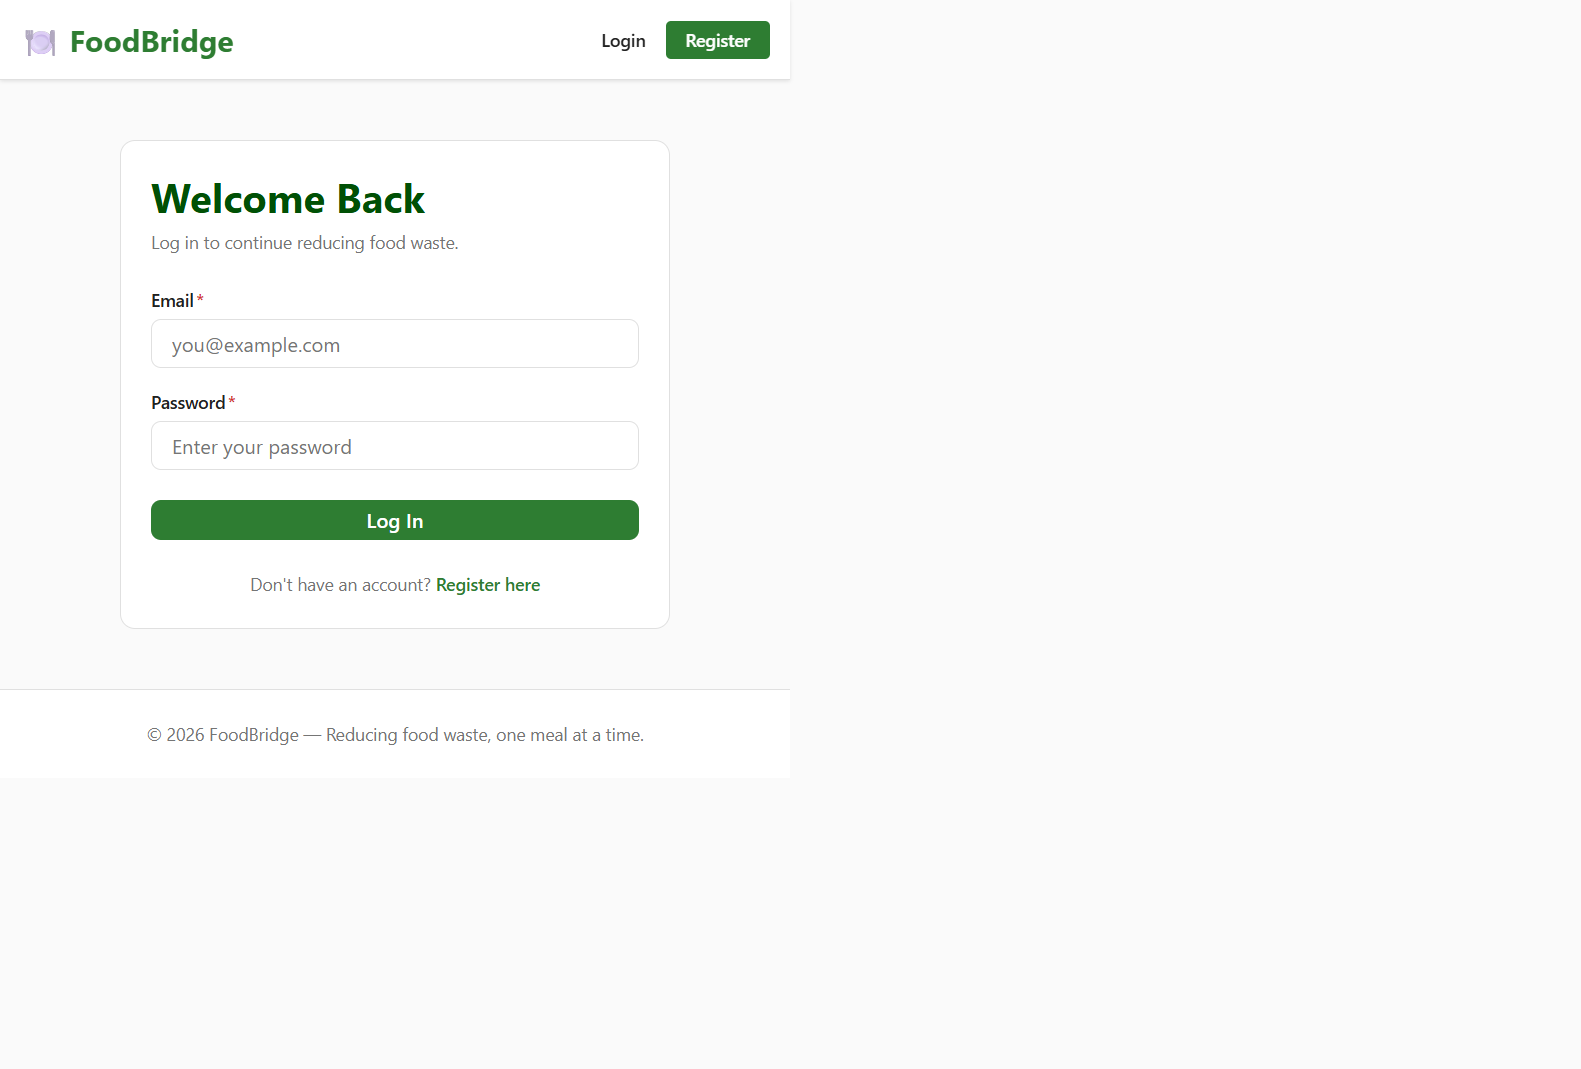 FoodBridge
Login
Register
Welcome Back
Log in to continue reducing food waste.
Email*
you@example.com
Password*
Enter your password
Log In
Don't have an account? Register here
© 2026 FoodBridge — Reducing food waste, one meal at a time.